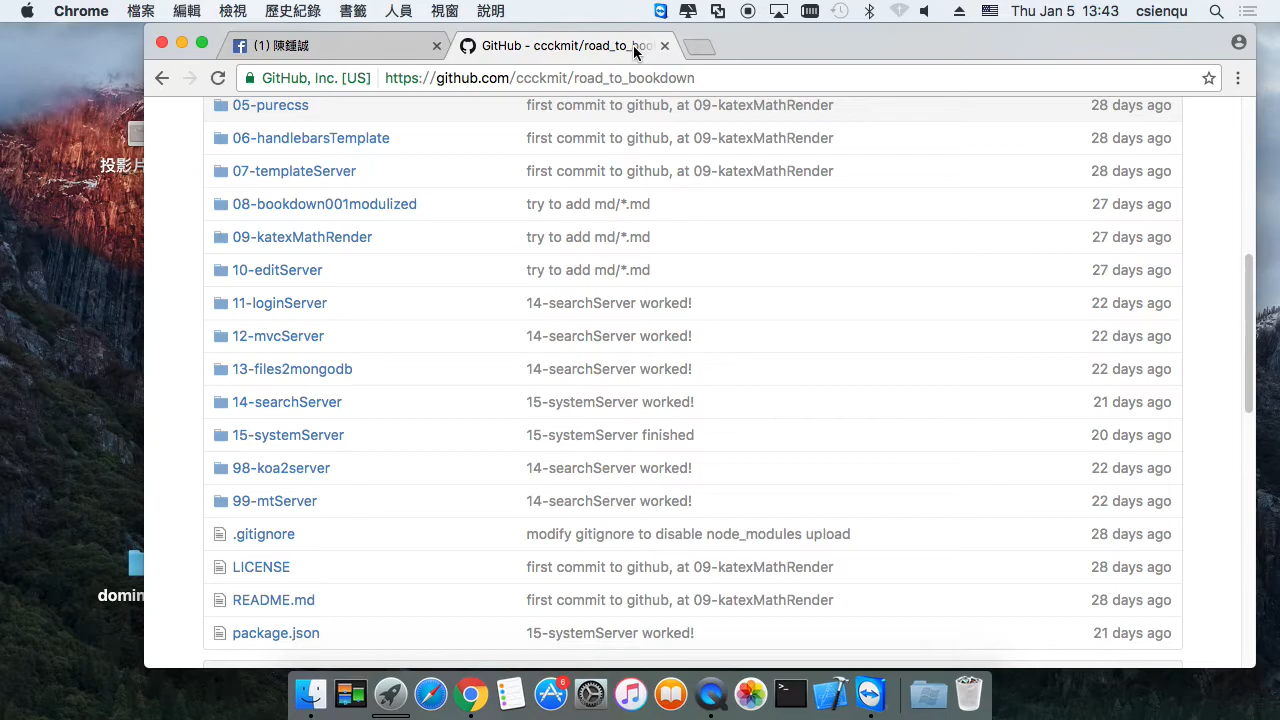 Chrome 檔案 編輯 檢視 歷史紀錄 書籤 人員 視窗 說明 Thu Jan 5 13:43 csienqu
(1) 陳鍾誠
GitHub - ccckmit/road_to_boo
GitHub, Inc. [US] https://github.com/ccckmit/road_to_bookdown
05-purecss first commit to github, at 09-katexMathRender 28 days ago
06-handlebarsTemplate first commit to github, at 09-katexMathRender 28 days ago
07-templateServer first commit to github, at 09-katexMathRender 28 days ago
08-bookdown001modulized try to add md/*.md 27 days ago
09-katexMathRender try to add md/*.md 27 days ago
10-editServer try to add md/*.md 27 days ago
11-loginServer 14-searchServer worked! 22 days ago
12-mvcServer 14-searchServer worked! 22 days ago
13-files2mongodb 14-searchServer worked! 22 days ago
14-searchServer 15-systemServer worked! 21 days ago
15-systemServer 15-systemServer finished 20 days ago
98-koa2server 14-searchServer worked! 22 days ago
99-mtServer 14-searchServer worked! 22 days ago
.gitignore modify gitignore to disable node_modules upload 28 days ago
LICENSE first commit to github, at 09-katexMathRender 28 days ago
README.md first commit to github, at 09-katexMathRender 28 days ago
package.json 15-systemServer worked! 21 days ago
投影片
domin
6